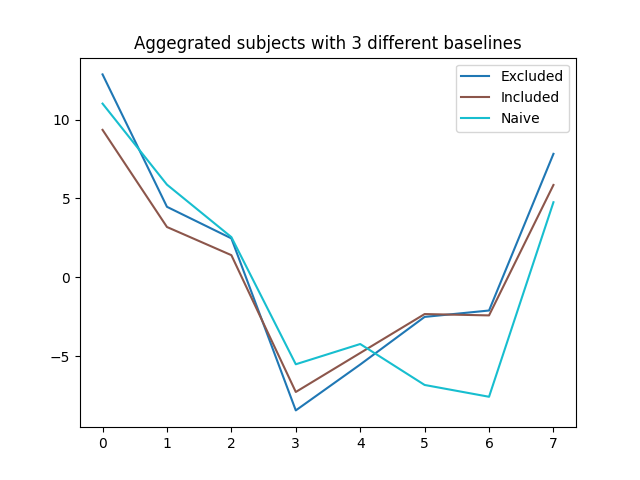 Aggegrated subjects with 3 different baselines
Excluded
Included
Naive
10
5
0
−5
0 1 2 3 4 5 6 7